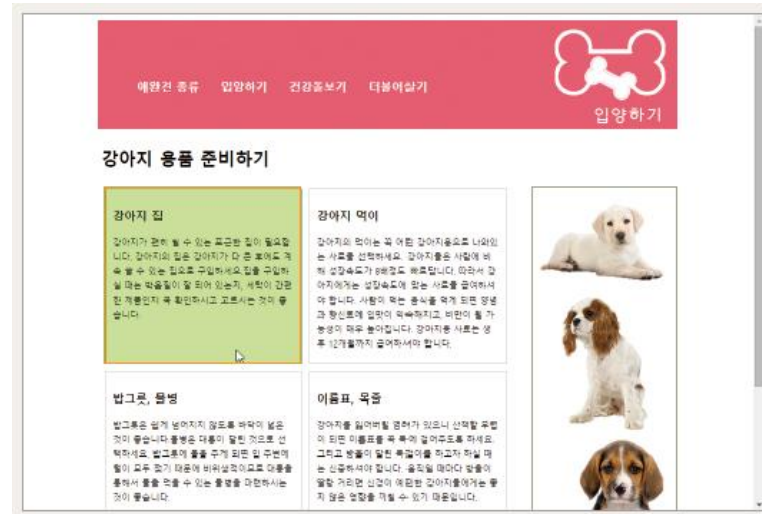 애완견 종류 입양하기 건강돌보기 더불어살기
입양하기
강아지 용품 준비하기
강아지 집
강아지가 편히 쉴 수 있는 포근한 집이 필요합
니다. 강아지의 집은 강아지가 다 큰 후에도 계
속 쓸 수 있는 집으로 구입하세요.집을 구입하
실 때는 박음질이 잘 되어 있는지, 세탁이 간편
한 제품인지 꼭 확인하시고 고르시는 것이 좋
습니다.
강아지 먹이
강아지의 먹이는 꼭 어린 강아지용으로 나와있
는 사료를 선택하세요. 강아지들은 사람에 비
해 성장속도가 8배정도 빠르답니다. 따라서 강
아지에게는 성장속도에 맞는 사료를 급여하셔
야 합니다. 사람이 먹는 음식을 먹게 되면 양념
과 향신료에 입맛이 익숙해지고, 비만이 될 가
능성이 매우 높아집니다. 강아지용 사료는 생
후 12개월까지 급여하셔야 합니다.
밥그릇, 물병
밥그릇은 쉽게 넘어지지 않도록 바닥이 넓은
것이 좋습니다.물병은 대롱이 달린 것으로 선
택하세요. 밥그릇에 물을 주게 되면 입 주변에
털이 모두 젖기 때문에 비위생적이므로 대롱을
통해서 물을 먹을 수 있는 물병을 마련하시는
것이 좋습니다.
이름표, 목줄
강아지를 잃어버릴 염려가 있으니 산책할 무렵
이 되면 이름표를 꼭 목에 걸어주도록 하세요.
그리고 방울이 달린 목걸이를 하고자 하실 때
는 신중하셔야 합니다. 움직일 때마다 방울이
딸랑 거리면 신경이 예민한 강아지들에게는 좋
지 않은 영향을 끼칠 수 있기 때문입니다.